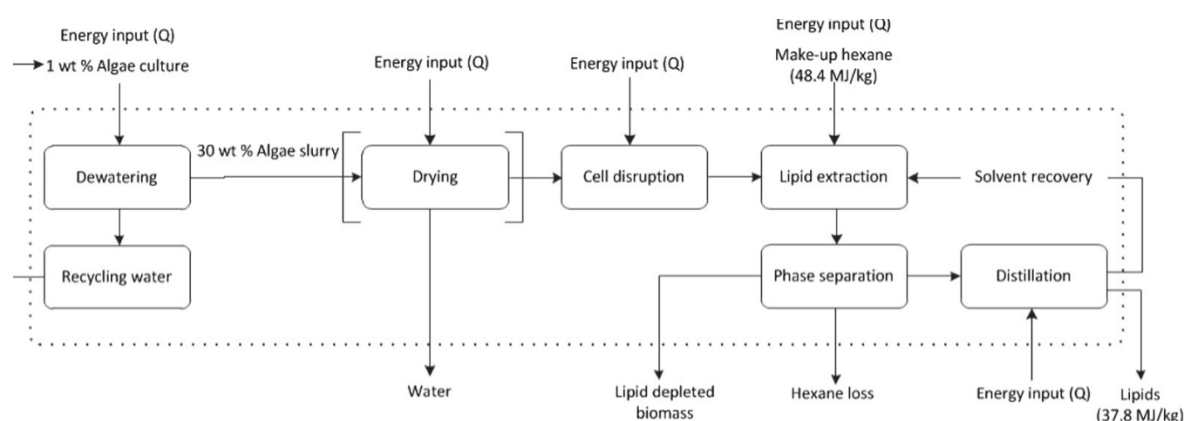 Energy input (Q)
1 wt % Algae culture
Energy input (Q)
Energy input (Q)
Energy input (Q)
Make-up hexane
(48.4 MJ/kg)
Dewatering
30 wt % Algae slurry
Drying
Cell disruption
Lipid extraction
Solvent recovery
Recycling water
Phase separation
Distillation
Water
Lipid depleted
biomass
Hexane loss
Energy input (Q)
Lipids
(37.8 MJ/kg)